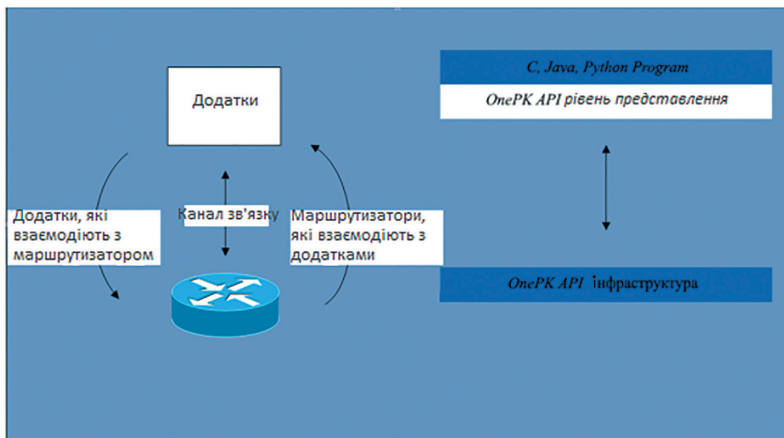 Додатки
Додатки, які
взаємодіють з
маршрутизатором
Канал зв'язку
Маршрутизатори,
які взаємодіють з
додатками
C, Java, Python Program
OnePK API рівень представлення
OnePK API інфраструктура